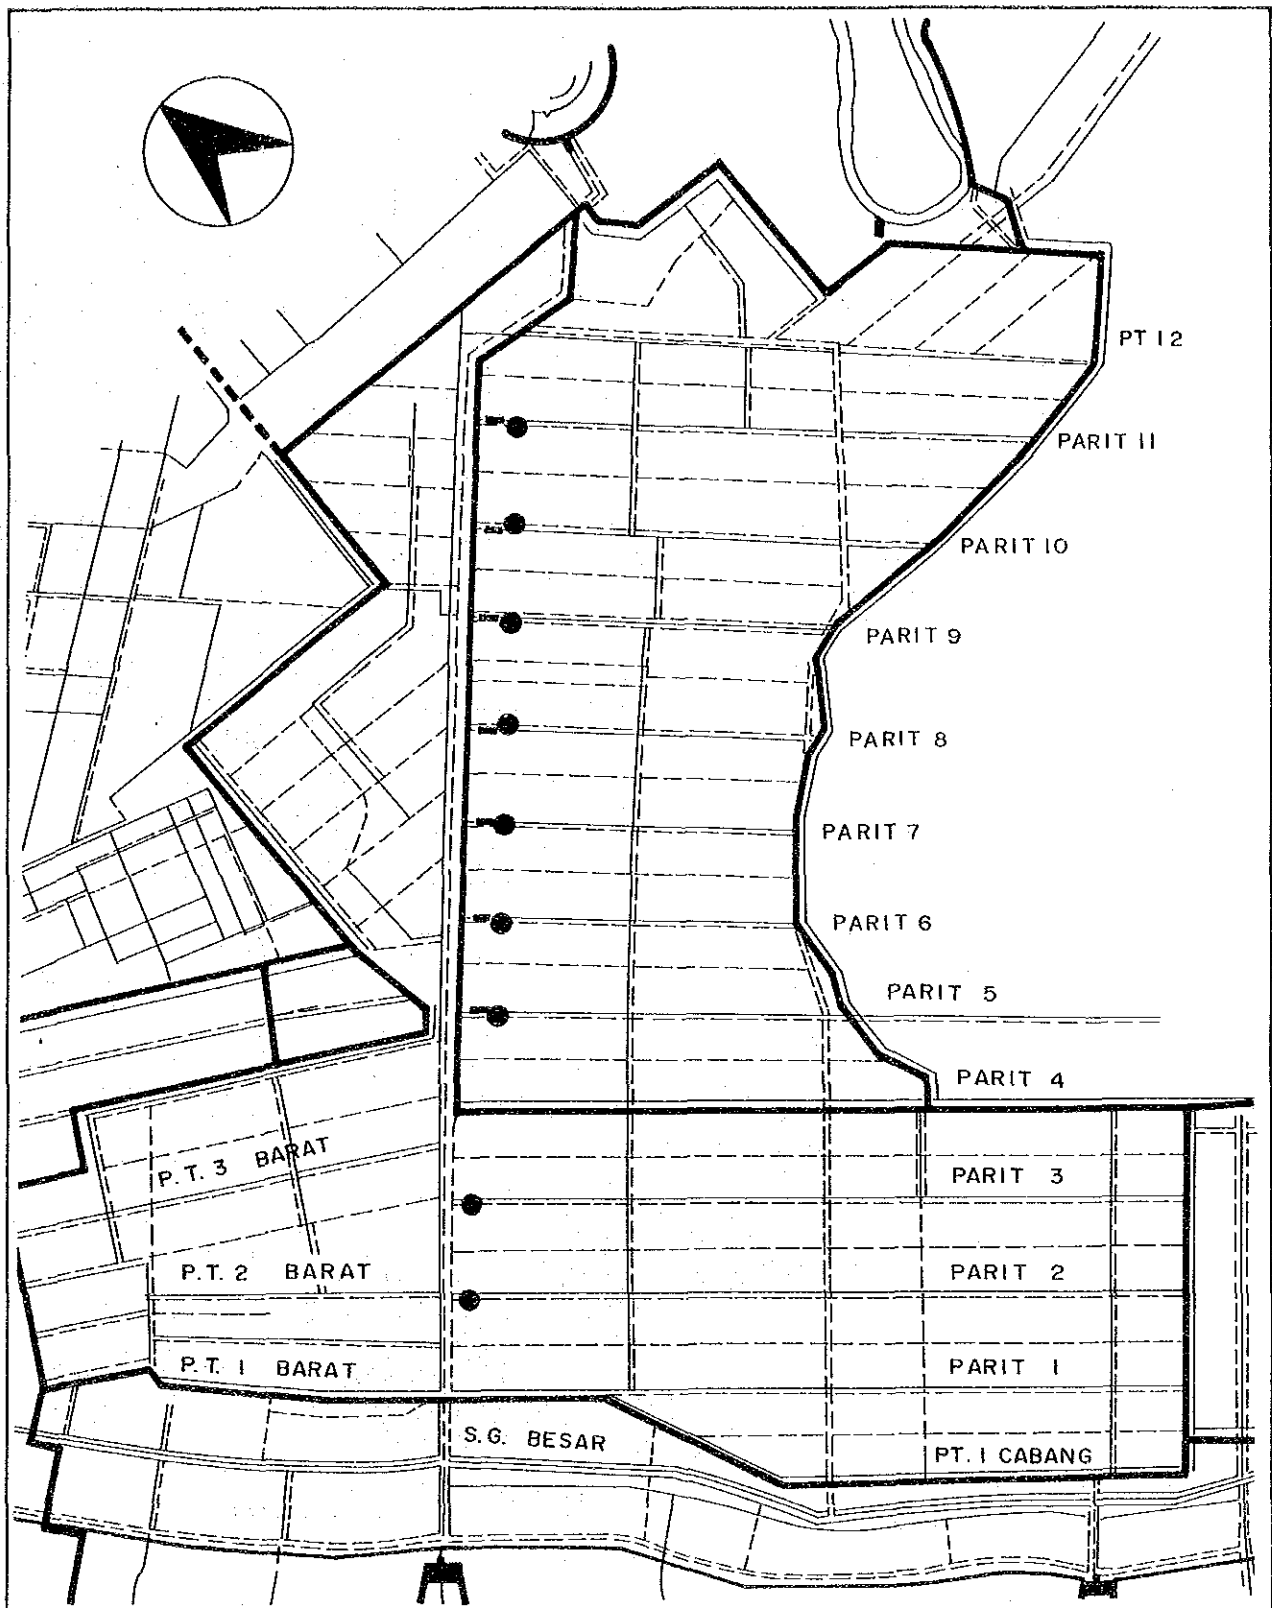 PT 12
PARIT 11
PARIT 10
PARIT 9
PARIT 8
PARIT 7
PARIT 6
PARIT 5
PARIT 4
P.T. 3 BARAT
PARIT 3
P.T. 2 BARAT
PARIT 2
P.T. 1 BARAT
PARIT 1
S.G. BESAR
PT. 1 CABANG